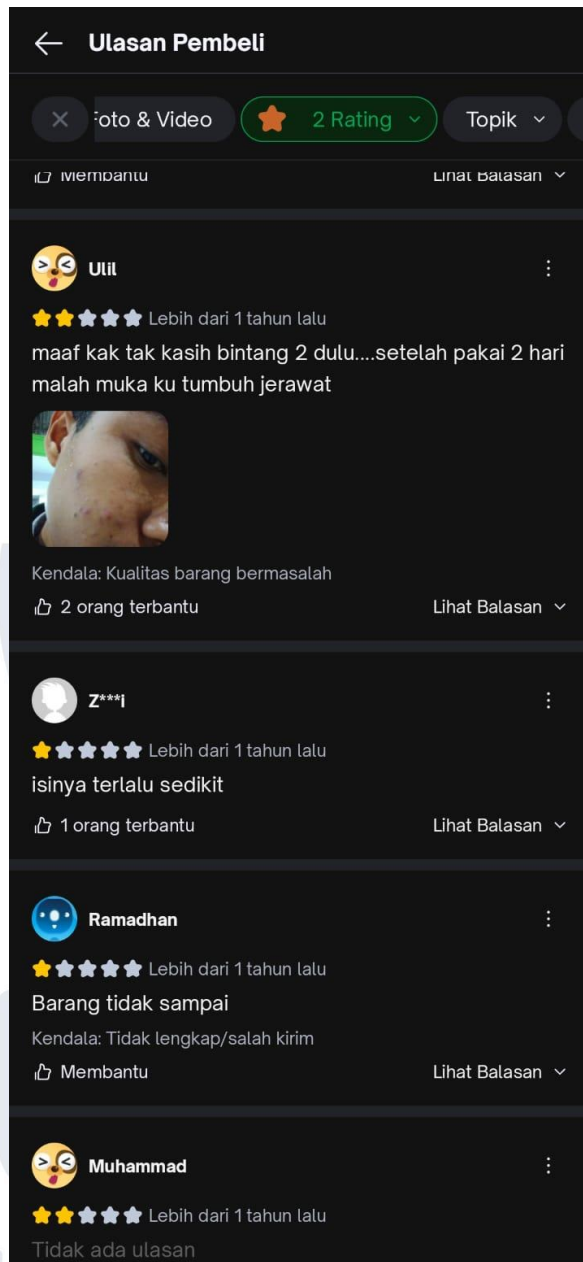 Ulasan Pembeli
Foto & Video
2 Rating
Topik
Membantu
Lihat Balasan
Ulil
Lebih dari 1 tahun lalu
maaf kak tak kasih bintang 2 dulu....setelah pakai 2 hari
malah muka ku tumbuh jerawat
Kendala: Kualitas barang bermasalah
2 orang terbantu
Lihat Balasan
Z***i
Lebih dari 1 tahun lalu
isinya terlalu sedikit
1 orang terbantu
Lihat Balasan
Ramadhan
Lebih dari 1 tahun lalu
Barang tidak sampai
Kendala: Tidak lengkap/salah kirim
Membantu
Lihat Balasan
Muhammad
Lebih dari 1 tahun lalu
Tidak ada ulasan